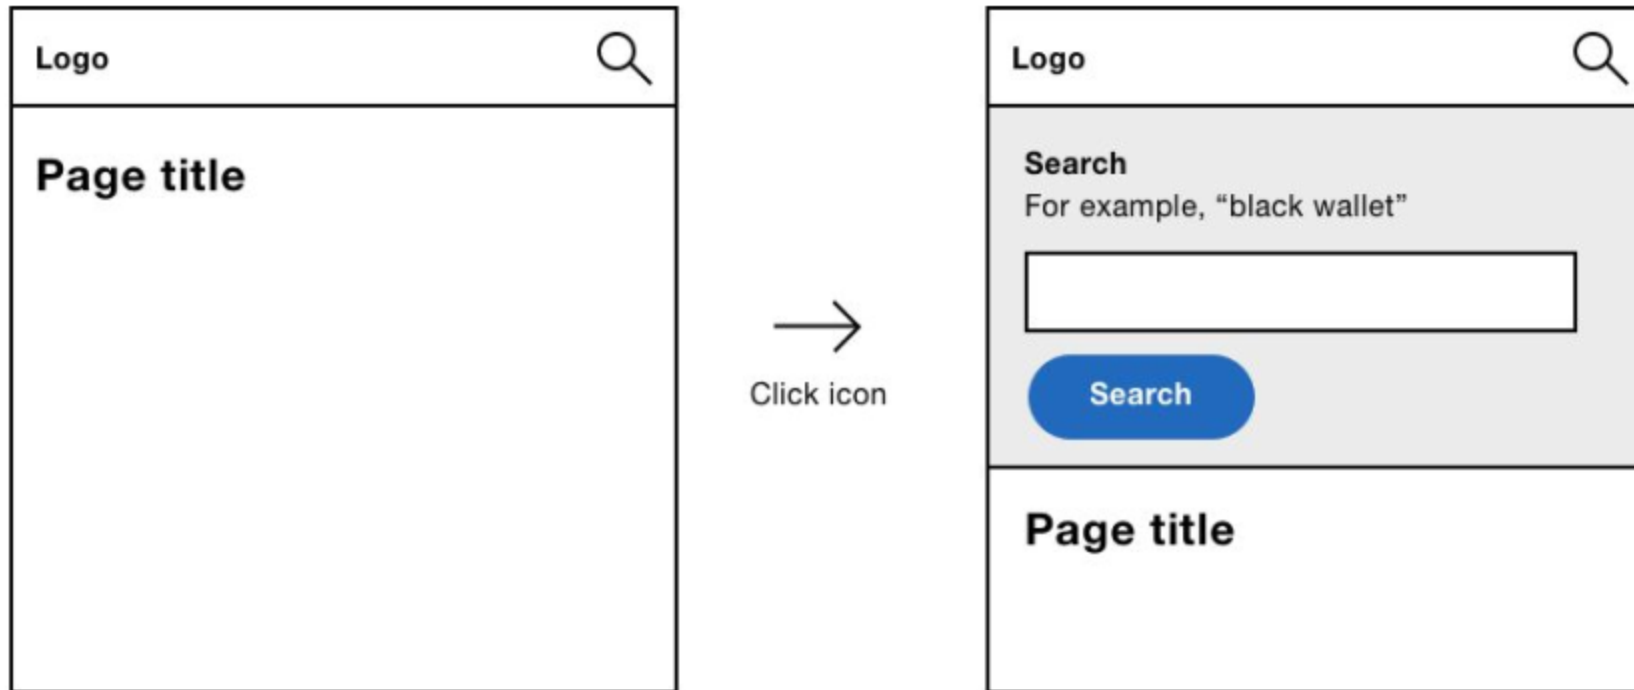 Logo
Page title
Click icon
Logo
Search
For example, “black wallet”
Search
Page title